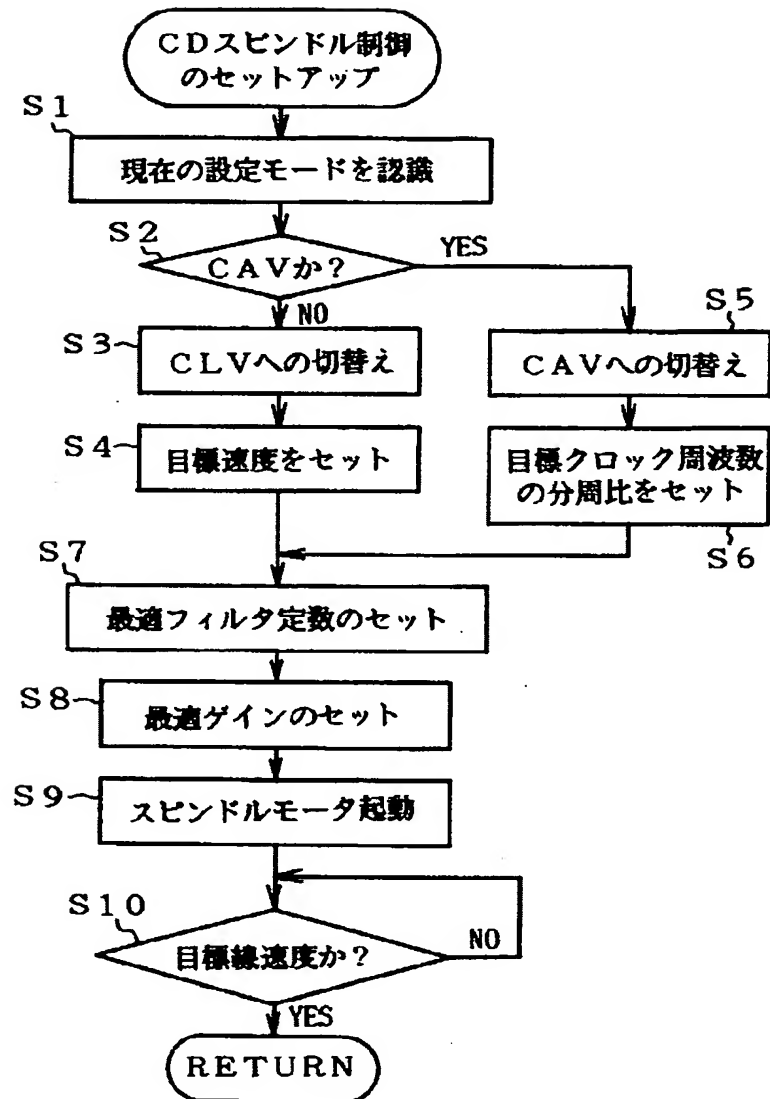 CDスピンドル制御
のセットアップ
S1
現在の設定モードを認識
S2
CAVか?
YES
NO
S3
CLVへの切替え
S5
CAVへの切替え
S4
目標速度をセット
目標クロック周波数
の分周比をセット
S6
S7
最適フィルタ定数のセット
S8
最適ゲインのセット
S9
スピンドルモータ起動
S10
目標線速度か?
NO
YES
RETURN